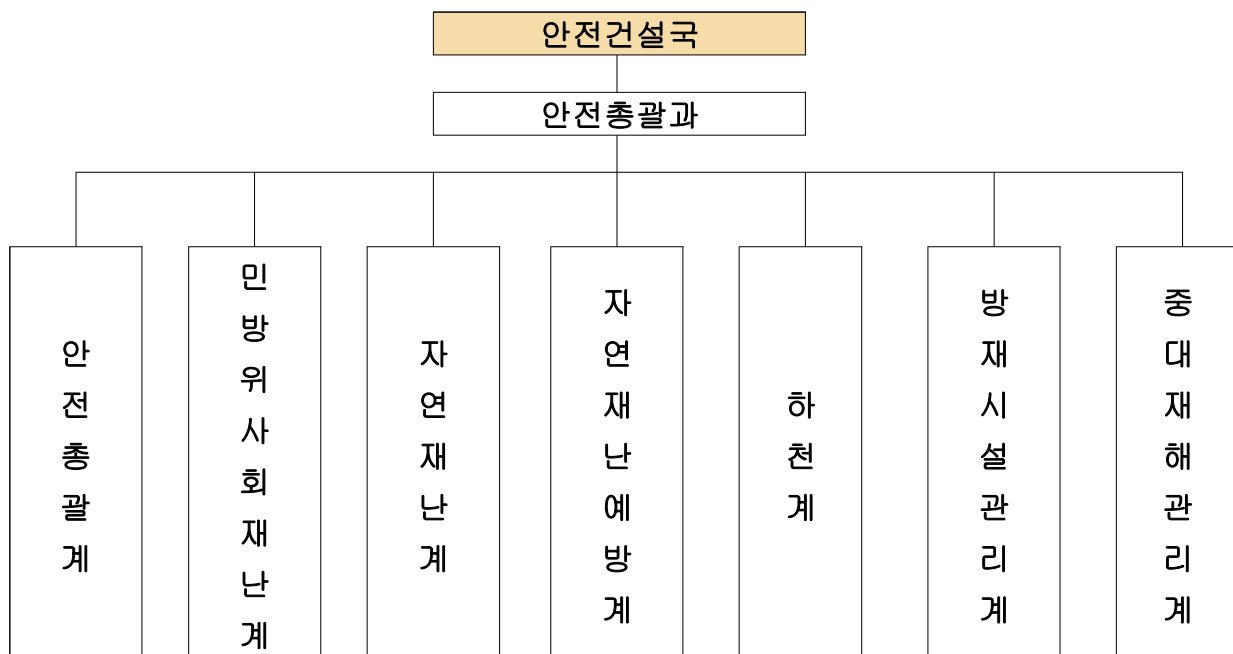 안전건설국
안전총괄과
안전총괄계
민방위사회재난계
자연재난계
자연재난예방계
하천계
방재시설관리계
중대재해관리계